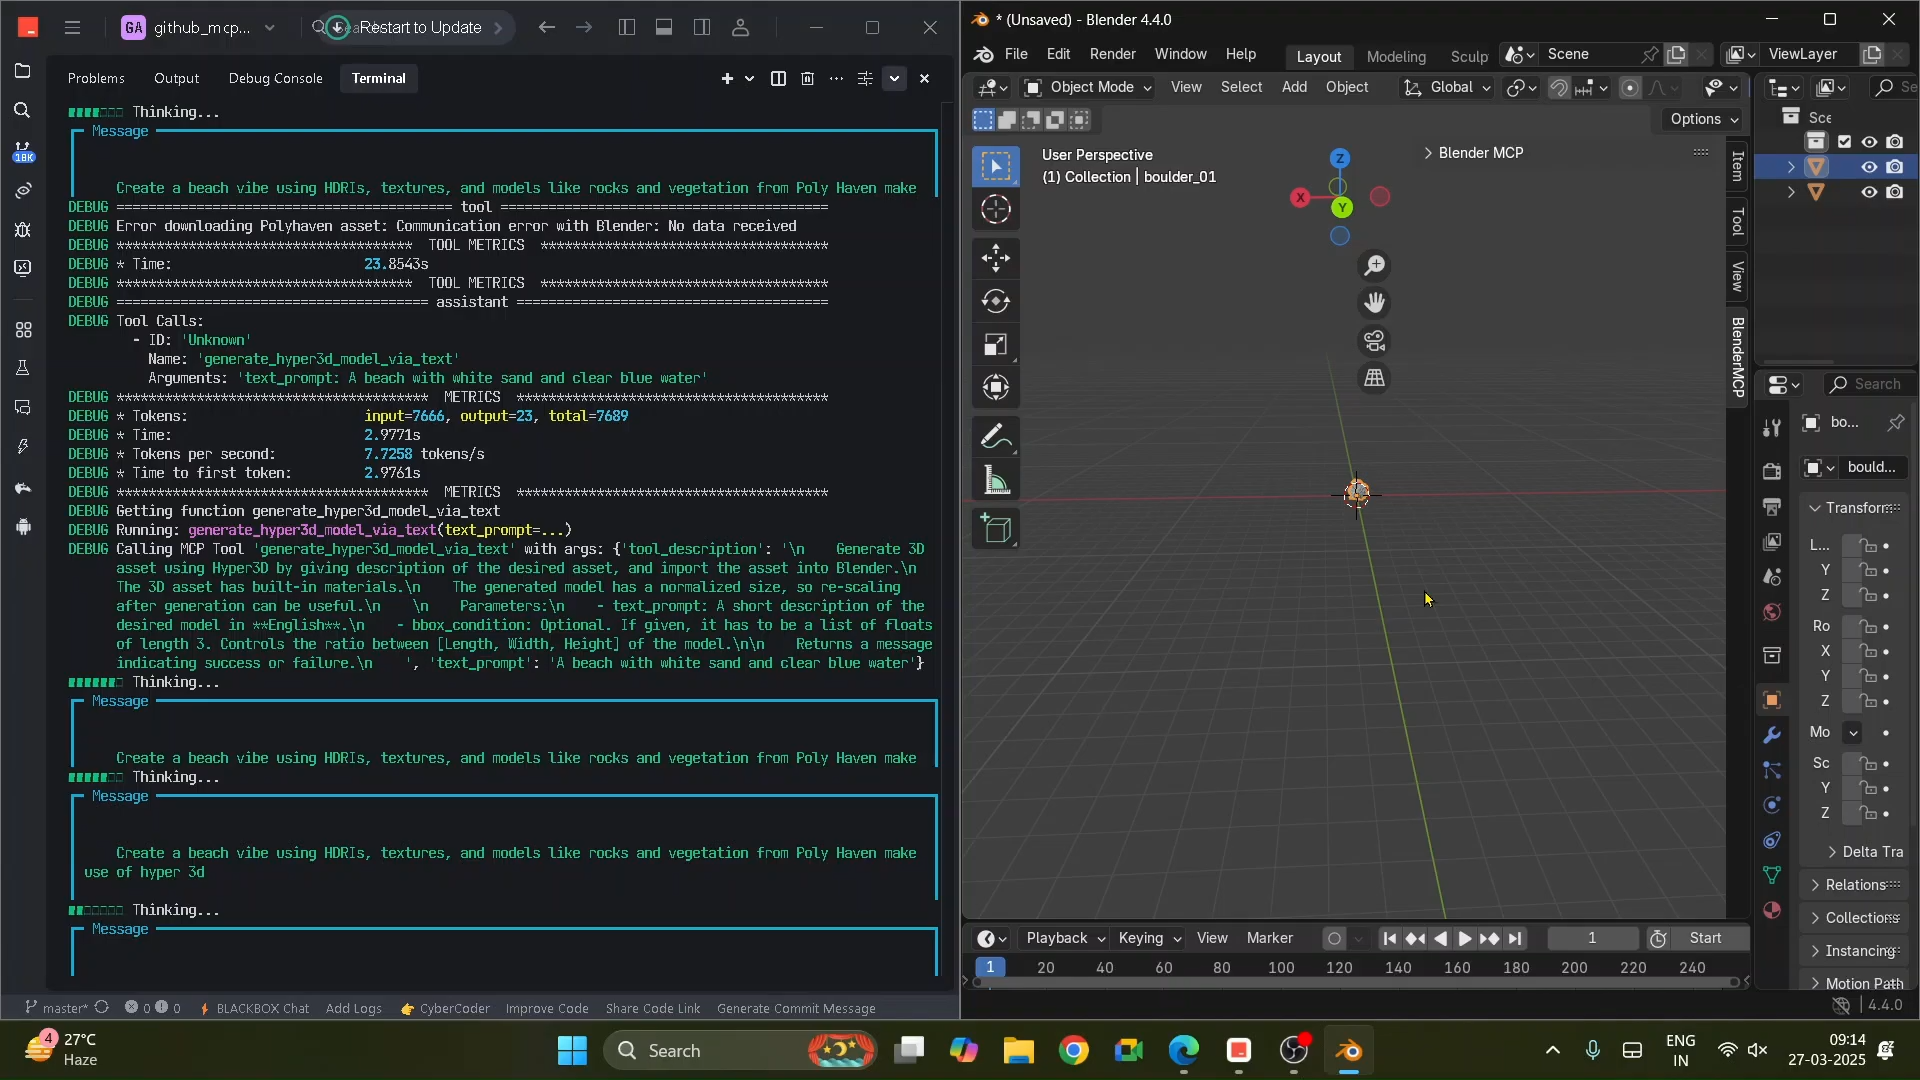 GA github_mcp... Restart to Update
Problems Output Debug Console Terminal
Thinking...
Message
Create a beach vibe using HDRIs, textures, and models like rocks and vegetation from Poly Haven make
DEBUG ========================================== tool =========================================
DEBUG Error downloading Polyhaven asset: Communication error with Blender: No data received
DEBUG ************************************* TOOL METRICS ************************************
DEBUG * Time: 23.8543s
DEBUG ************************************* TOOL METRICS ************************************
DEBUG ======================================= assistant =======================================
DEBUG Tool Calls:
- ID: 'Unknown'
Name: 'generate_hyper3d_model_via_text'
Arguments: 'text_prompt: A beach with white sand and clear blue water'
DEBUG *************************************** METRICS ***************************************
DEBUG * Tokens: input=7666, output=23, total=7689
DEBUG * Time: 2.9771s
DEBUG * Tokens per second: 7.7258 tokens/s
DEBUG * Time to first token: 2.9761s
DEBUG *************************************** METRICS ***************************************
DEBUG Getting function generate_hyper3d_model_via_text
DEBUG Running: generate_hyper3d_model_via_text(text_prompt=...)
DEBUG Calling MCP Tool 'generate_hyper3d_model_via_text' with args: {'tool_description': '\n Generate 3D
asset using Hyper3D by giving description of the desired asset, and import the asset into Blender.\n
The 3D asset has built-in materials.\n The generated model has a normalized size, so re-scaling
after generation can be useful.\n \n Parameters:\n - text_prompt: A short description of the
desired model in **English**.\n - bbox_condition: Optional. If given, it has to be a list of floats
of length 3. Controls the ratio between [Length, Width, Height] of the model.\n\n Returns a message
indicating success or failure.\n ', 'text_prompt': 'A beach with white sand and clear blue water'}
Thinking...
Message
Create a beach vibe using HDRIs, textures, and models like rocks and vegetation from Poly Haven make
Thinking...
Message
Create a beach vibe using HDRIs, textures, and models like rocks and vegetation from Poly Haven make
use of hyper 3d
Thinking...
Message
18K
master* 0 0 BLACKBOX Chat Add Logs CyberCoder Improve Code Share Code Link Generate Commit Message
* (Unsaved) - Blender 4.4.0
File Edit Render Window Help Layout Modeling Sculp Scene ViewLayer
Object Mode View Select Add Object Global
Options
User Perspective
(1) Collection | boulder_01
Blender MCP
Z
X
Y
Item
Tool
View
BlenderMCP
Se
Sce
Search
bo...
bould...
Transform
L...
Y
Z
Ro
X
Y
Z
Mo
Sc
Y
Z
Delta Tra
Relations
Collections
Instancing
Motion Path
Playback Keying View Marker 1 Start
1 20 40 60 80 100 120 140 160 180 200 220 240
4.4.0
4 27°C
Haze
Search
ENG
IN
09:14
27-03-2025